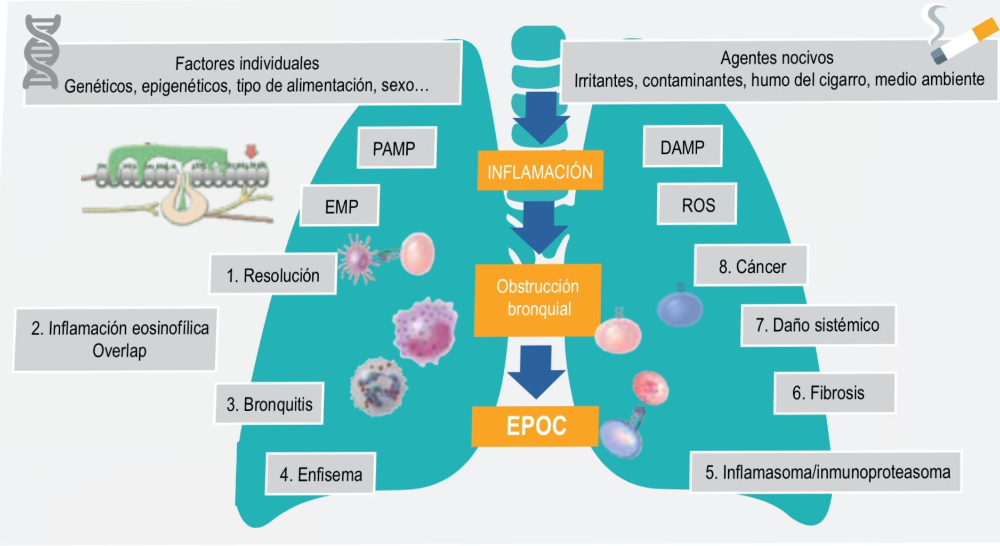 Factores individuales
Genéticos, epigenéticos, tipo de alimentación, sexo...
Agentes nocivos
Irritantes, contaminantes, humo del cigarro, medio ambiente
PAMP
DAMP
INFLAMACIÓN
EMP
ROS
1. Resolución
8. Cáncer
Obstrucción
bronquial
2. Inflamación eosinofílica
Overlap
7. Daño sistémico
3. Bronquitis
6. Fibrosis
EPOC
4. Enfisema
5. Inflamasoma/inmunoproteasoma